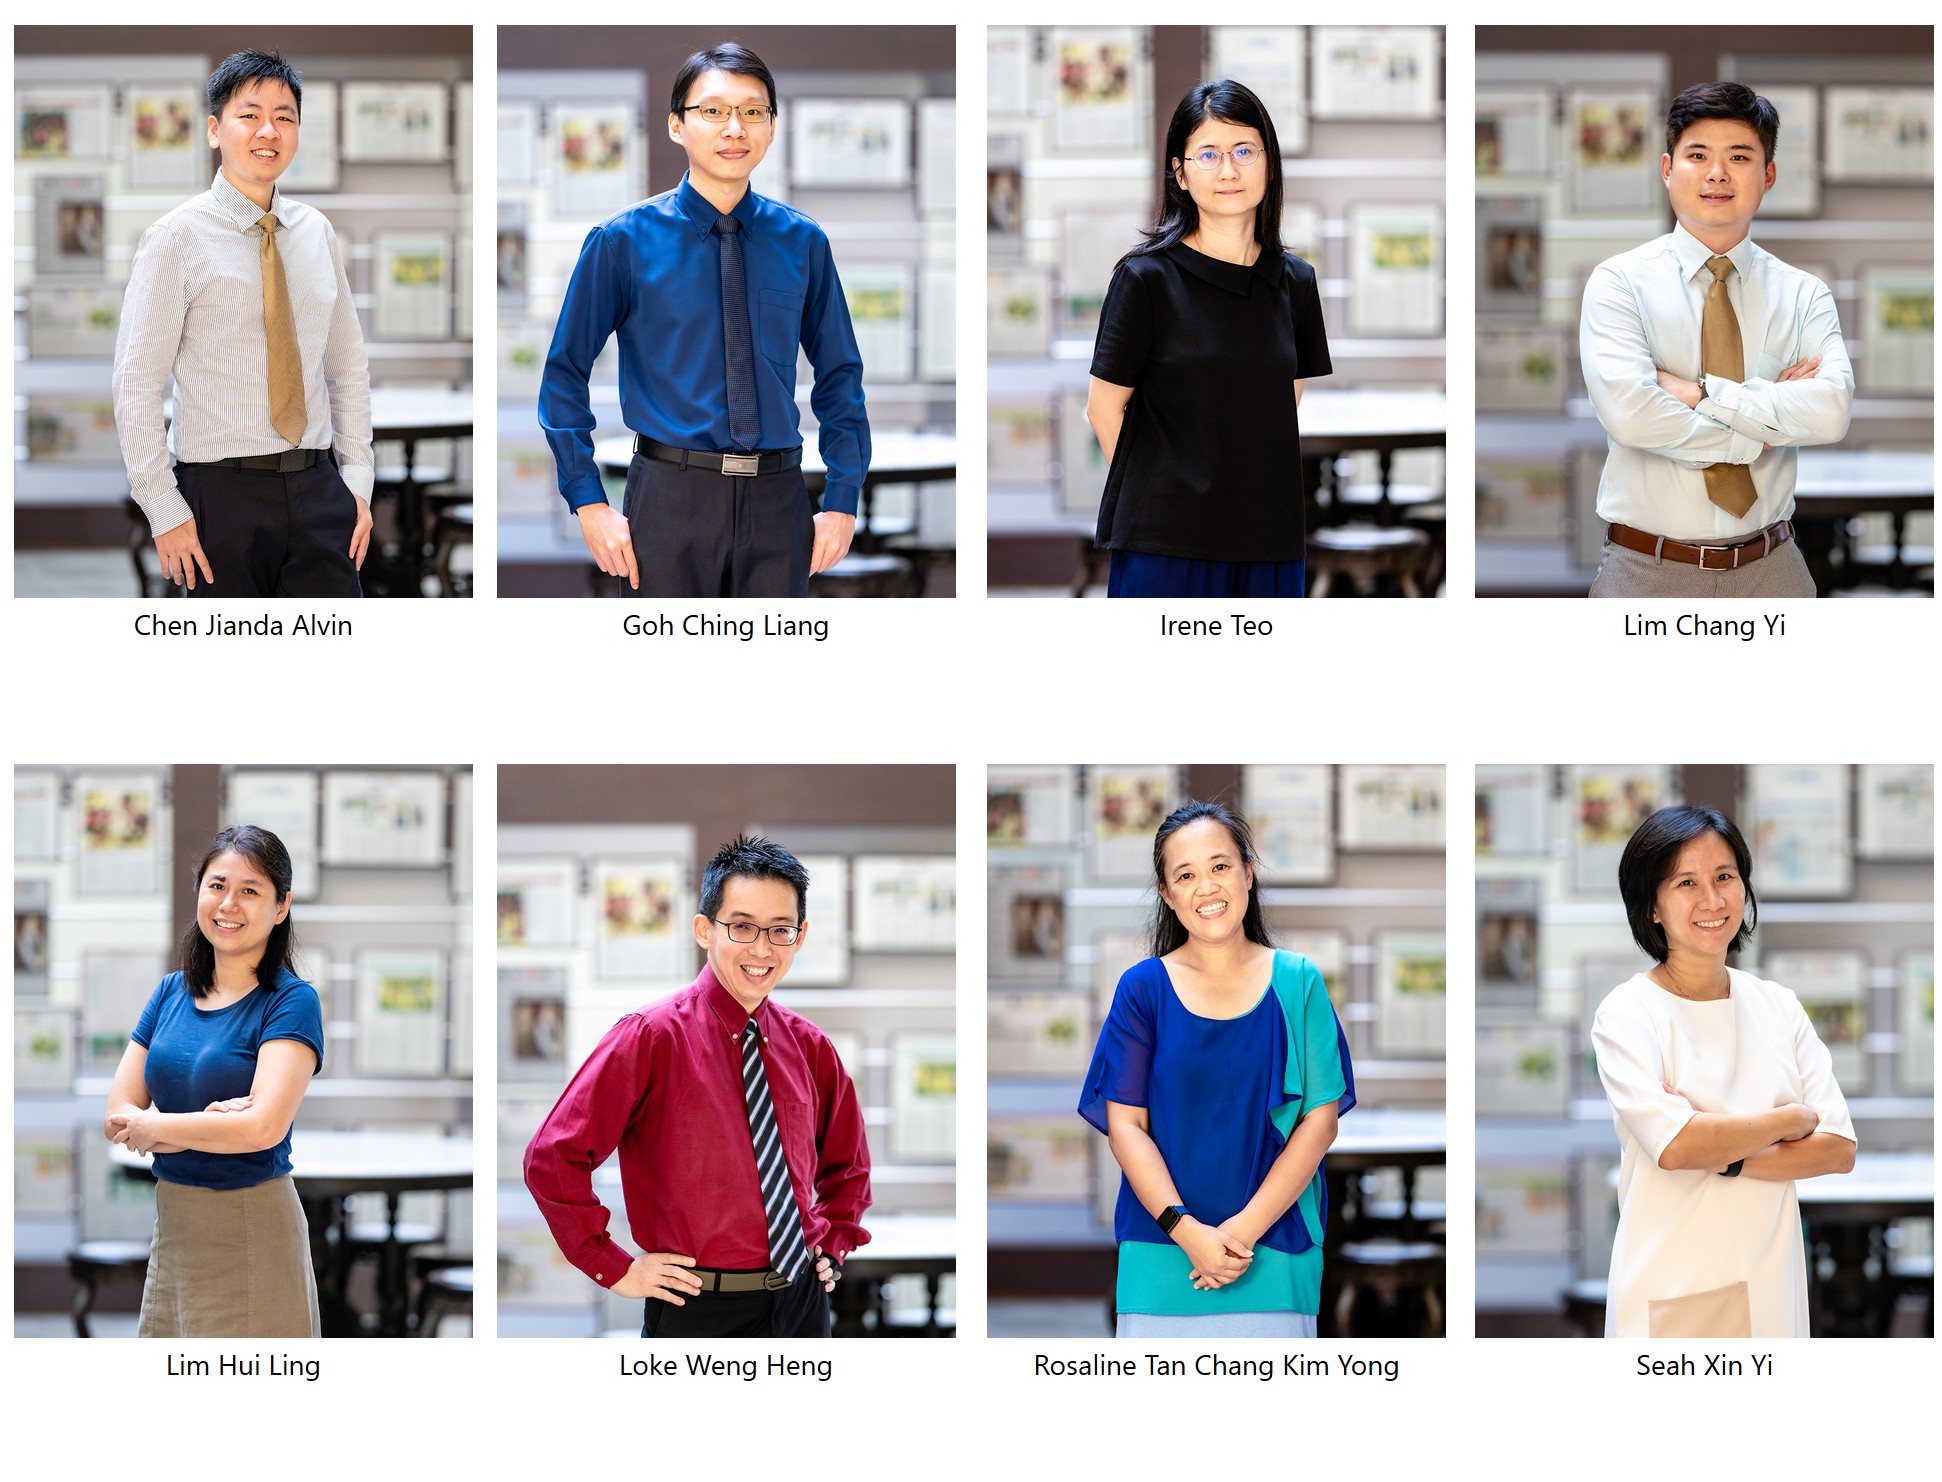 Chen Jianda Alvin
Goh Ching Liang
Irene Teo
Lim Chang Yi
Lim Hui Ling
Loke Weng Heng
Rosaline Tan Chang Kim Yong
Seah Xin Yi